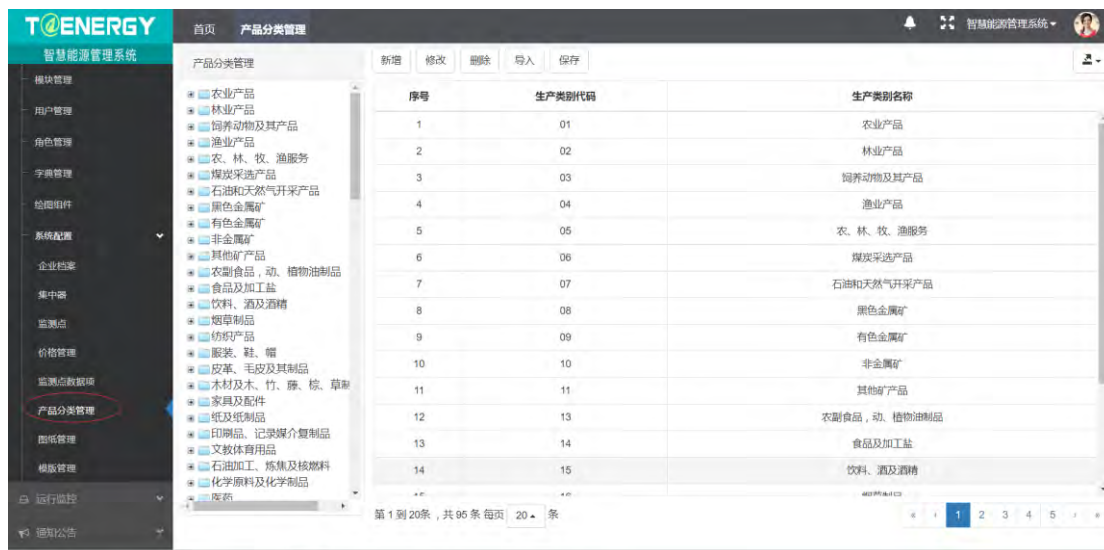 T@ENERGY
智慧能源管理系统
首页 产品分类管理
智慧能源管理系统
模块管理
用户管理
角色管理
字典管理
绘图组件
系统配置
企业档案
集中器
监测点
价格管理
监测点数据项
产品分类管理
图纸管理
模版管理
运行监控
通知公告
产品分类管理
农业产品
林业产品
饲养动物及其产品
渔业产品
农、林、牧、渔服务
煤炭采选产品
石油和天然气开采产品
黑色金属矿
有色金属矿
非金属矿
其他矿产品
农副食品，动、植物油制品
食品及加工盐
饮料、酒及酒精
烟草制品
纺织产品
服装、鞋、帽
皮革、毛皮及其制品
木材及木、竹、藤、棕、草制
家具及配件
纸及纸制品
印刷品、记录媒介复制品
文教体育用品
石油加工、炼焦及核燃料
化学原料及化学制品
医药
新增 修改 删除 导入 保存
序号 生产类别代码 生产类别名称
1 01 农业产品
2 02 林业产品
3 03 饲养动物及其产品
4 04 渔业产品
5 05 农、林、牧、渔服务
6 06 煤炭采选产品
7 07 石油和天然气开采产品
8 08 黑色金属矿
9 09 有色金属矿
10 10 非金属矿
11 11 其他矿产品
12 13 农副食品，动、植物油制品
13 14 食品及加工盐
14 15 饮料、酒及酒精
15 16 烟草制品
第 1 到 20条，共 95 条 每页 20 条
« ‹ 1 2 3 4 5 › »